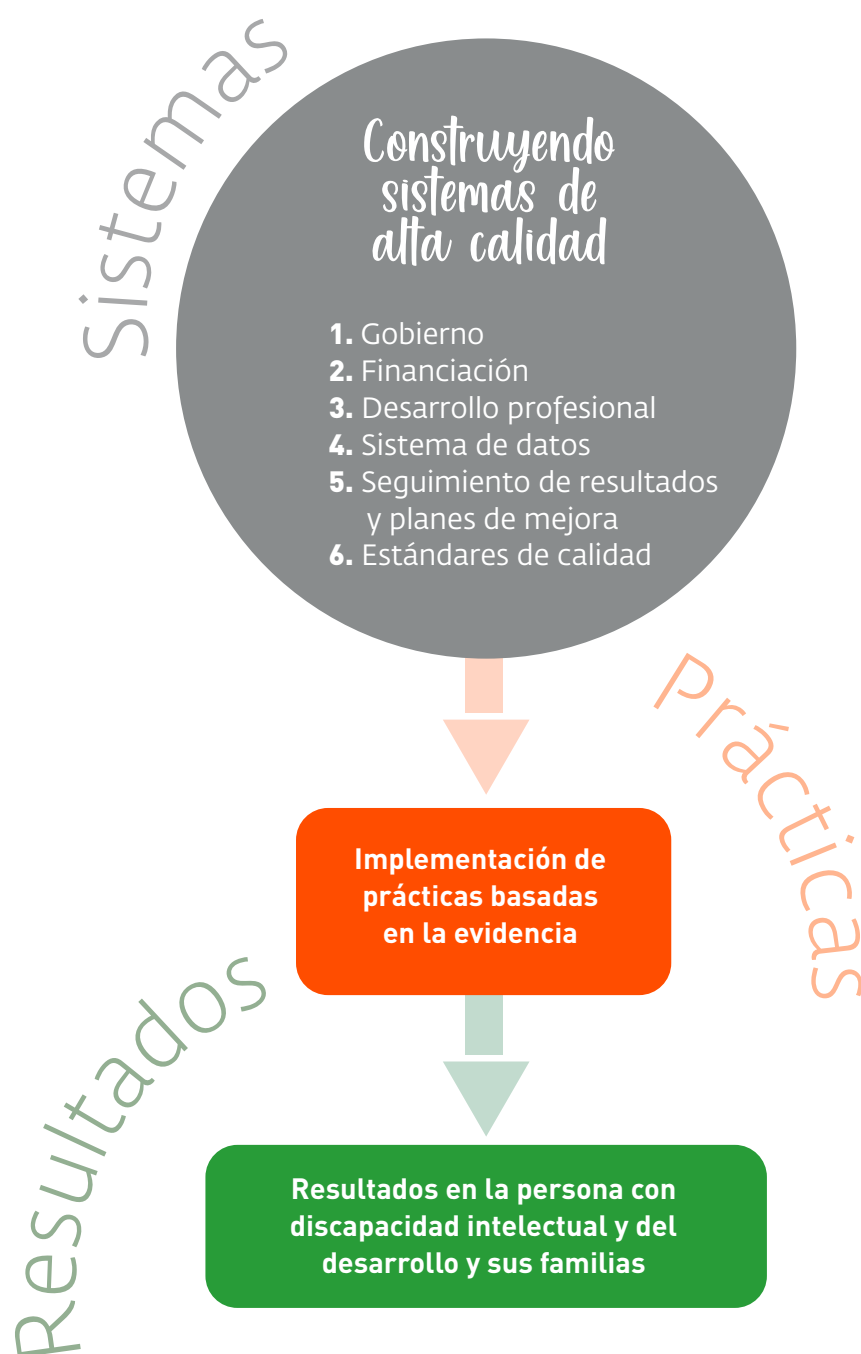 Sistemas
Construyendo
sistemas de
alta calidad
1. Gobierno
2. Financiación
3. Desarrollo profesional
4. Sistema de datos
5. Seguimiento de resultados
y planes de mejora
6. Estándares de calidad
Prácticas
Implementación de
prácticas basadas
en la evidencia
Resultados
Resultados en la persona con
discapacidad intelectual y del
desarrollo y sus familias